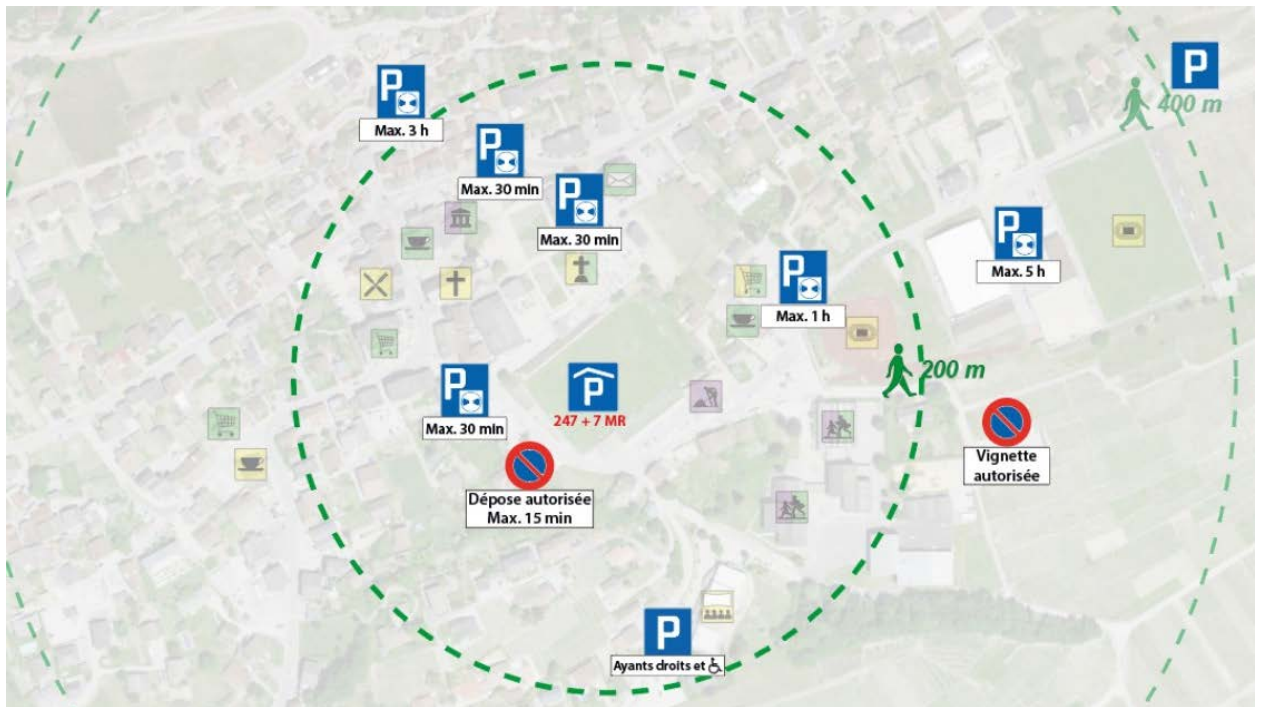 P
400 m
P
Max. 3 h
P
Max. 30 min
P
Max. 30 min
P
Max. 5 h
P
Max. 1 h
200 m
P
Max. 30 min
P
247 + 7 MR
Dépose autorisée
Max. 15 min
Vignette
autorisée
P
Ayants droits et